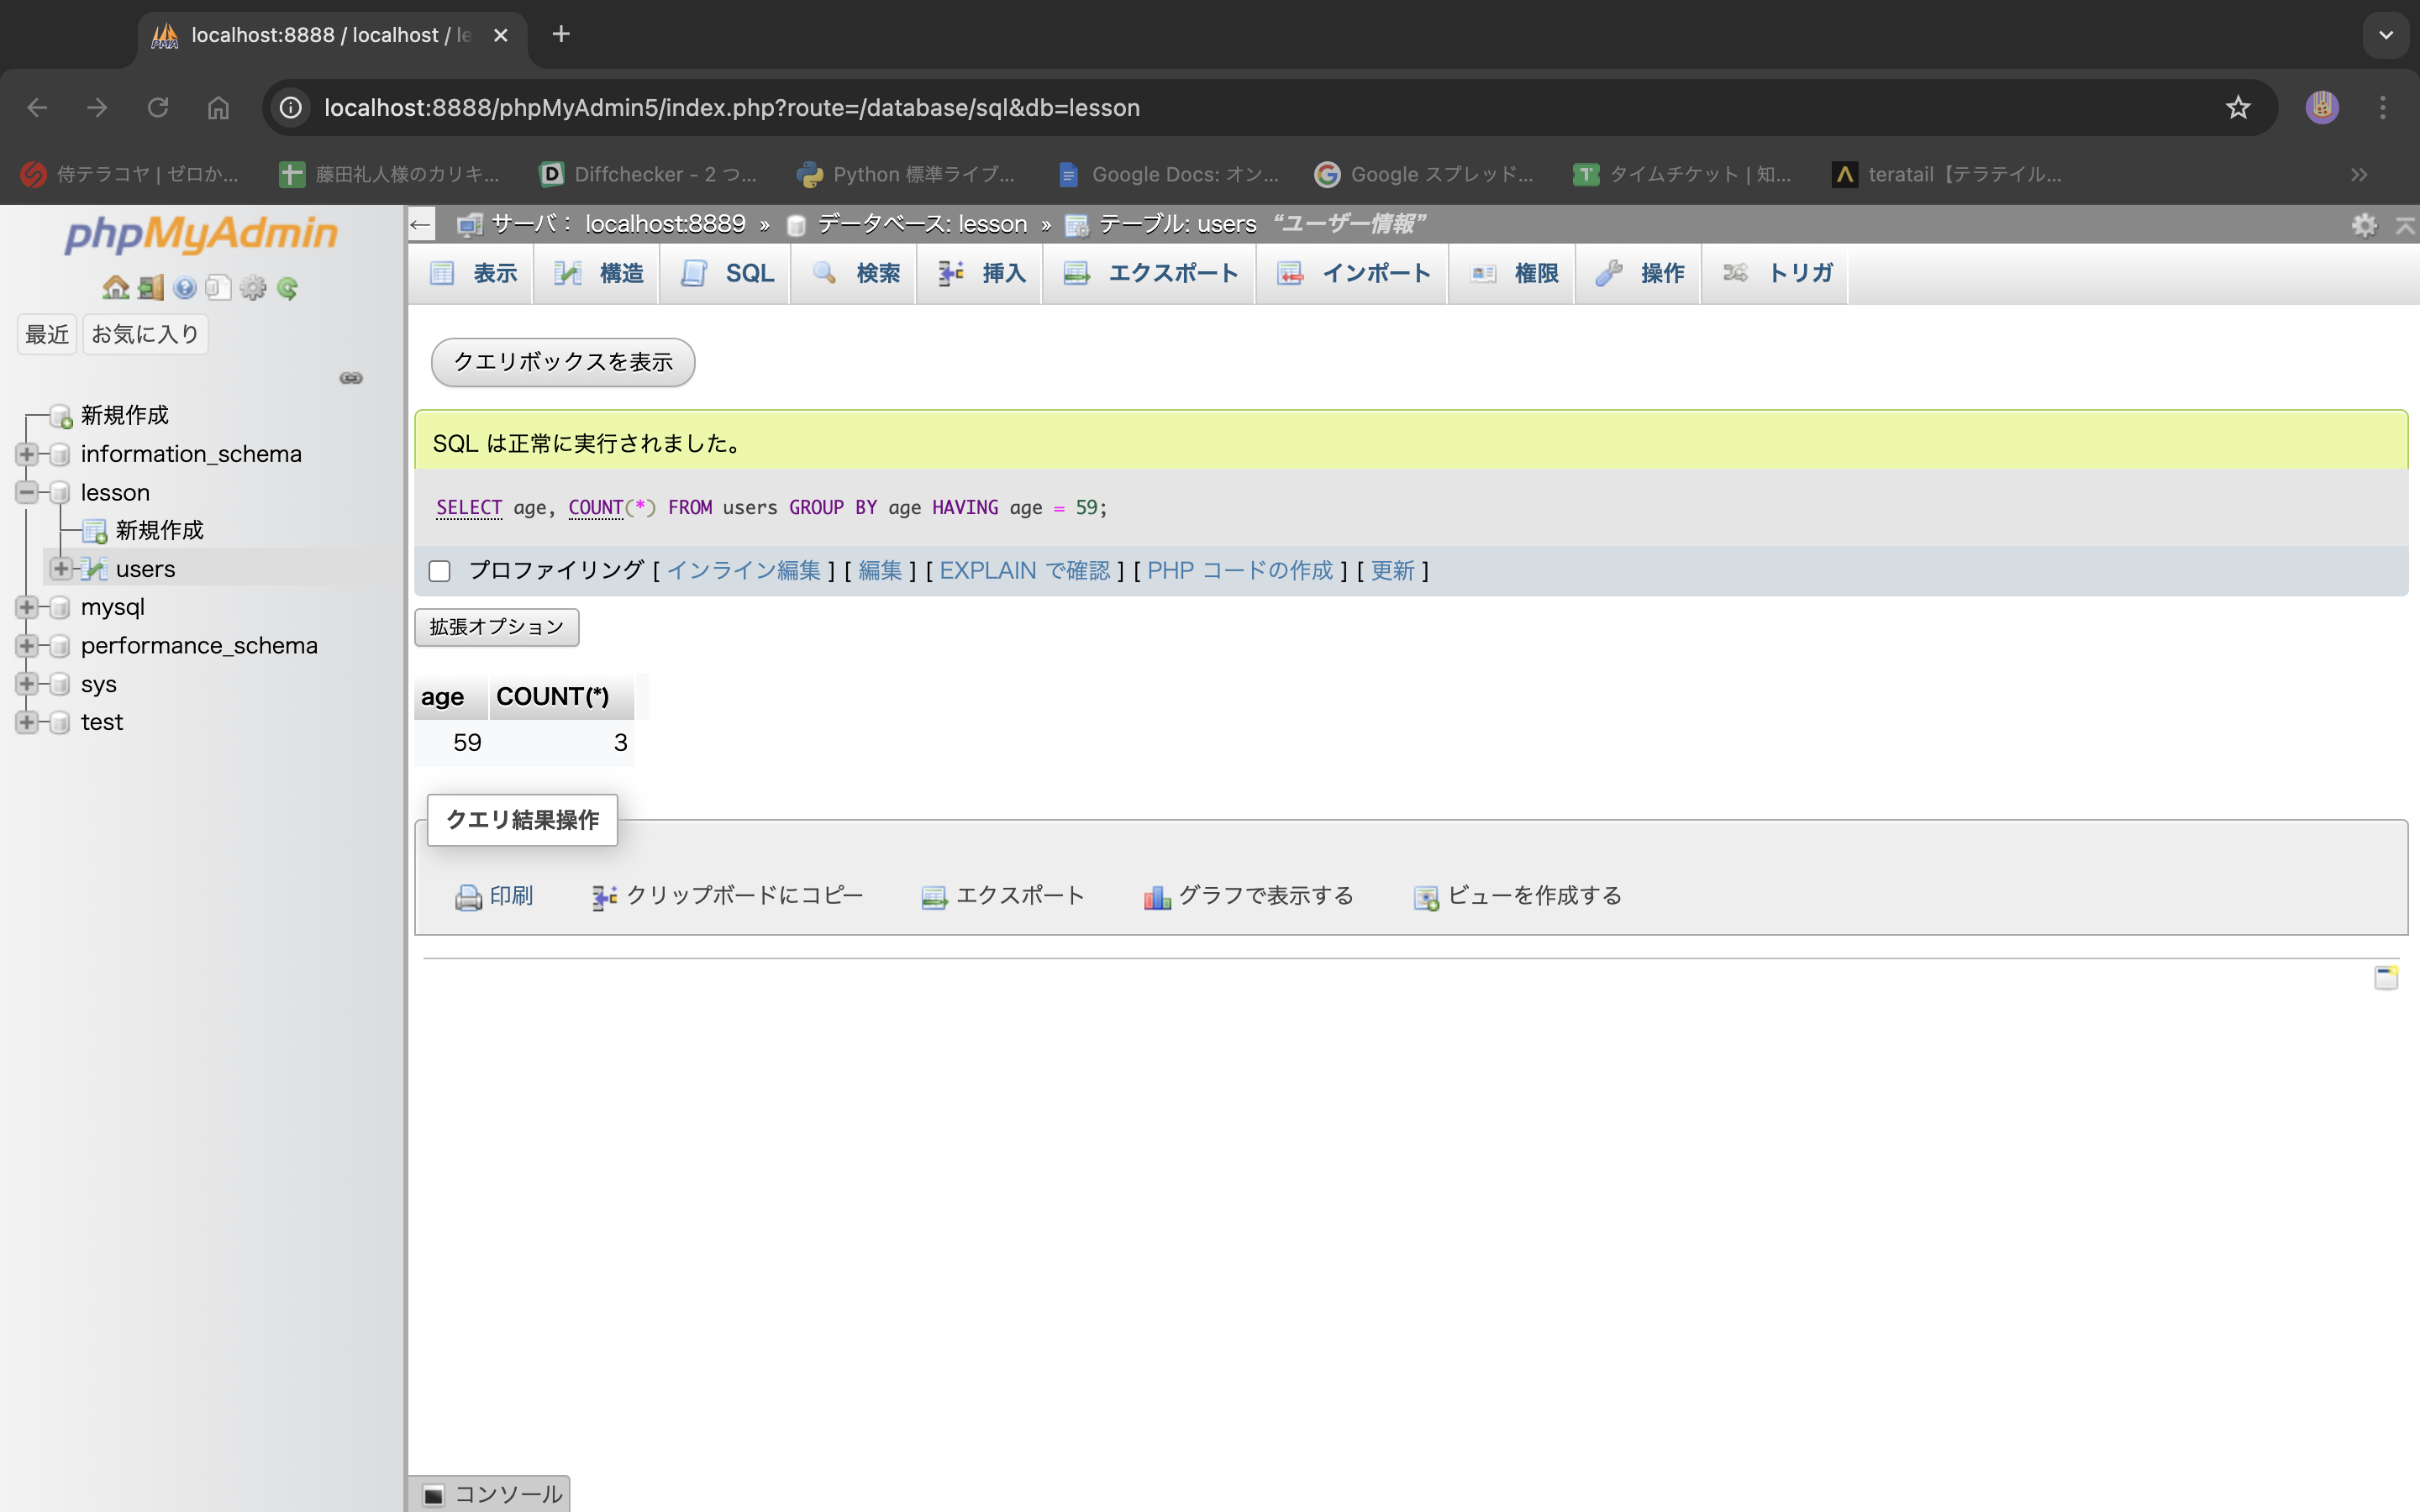 localhost:8888 / localhost / le
localhost:8888/phpMyAdmin5/index.php?route=/database/sql&db=lesson
侍テラコヤ | ゼロか...
藤田礼人様のカリキ...
Diffchecker - 2 つ...
Python 標準ライブ...
Google Docs: オン...
Google スプレッド...
タイムチケット | 知...
teratail【テラテイル...
phpMyAdmin
最近 お気に入り
新規作成
information_schema
lesson
新規作成
users
mysql
performance_schema
sys
test
サーバ: localhost:8889 » データベース: lesson » テーブル: users “ユーザー情報”
表示 構造 SQL 検索 挿入 エクスポート インポート 権限 操作 トリガ
クエリボックスを表示
SQL は正常に実行されました。
SELECT age, COUNT(*) FROM users GROUP BY age HAVING age = 59;
プロファイリング [ インライン編集 ] [ 編集 ] [ EXPLAIN で確認 ] [ PHP コードの作成 ] [ 更新 ]
拡張オプション
age COUNT(*)
59 3
クエリ結果操作
印刷 クリップボードにコピー エクスポート グラフで表示する ビューを作成する
コンソール